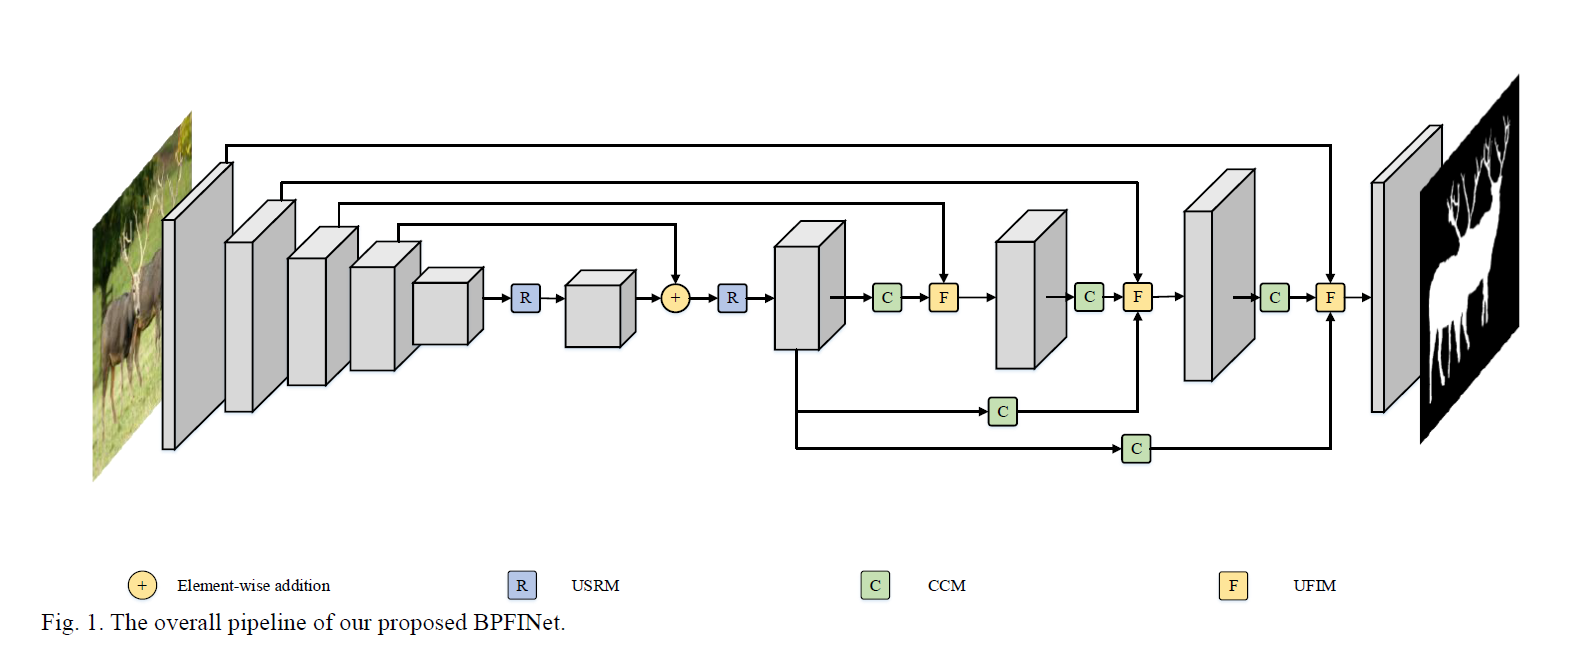 R
+
R
C
F
C
F
C
F
C
C
+ Element-wise addition R USRM C CCM F UFIM
Fig. 1. The overall pipeline of our proposed BPFINet.